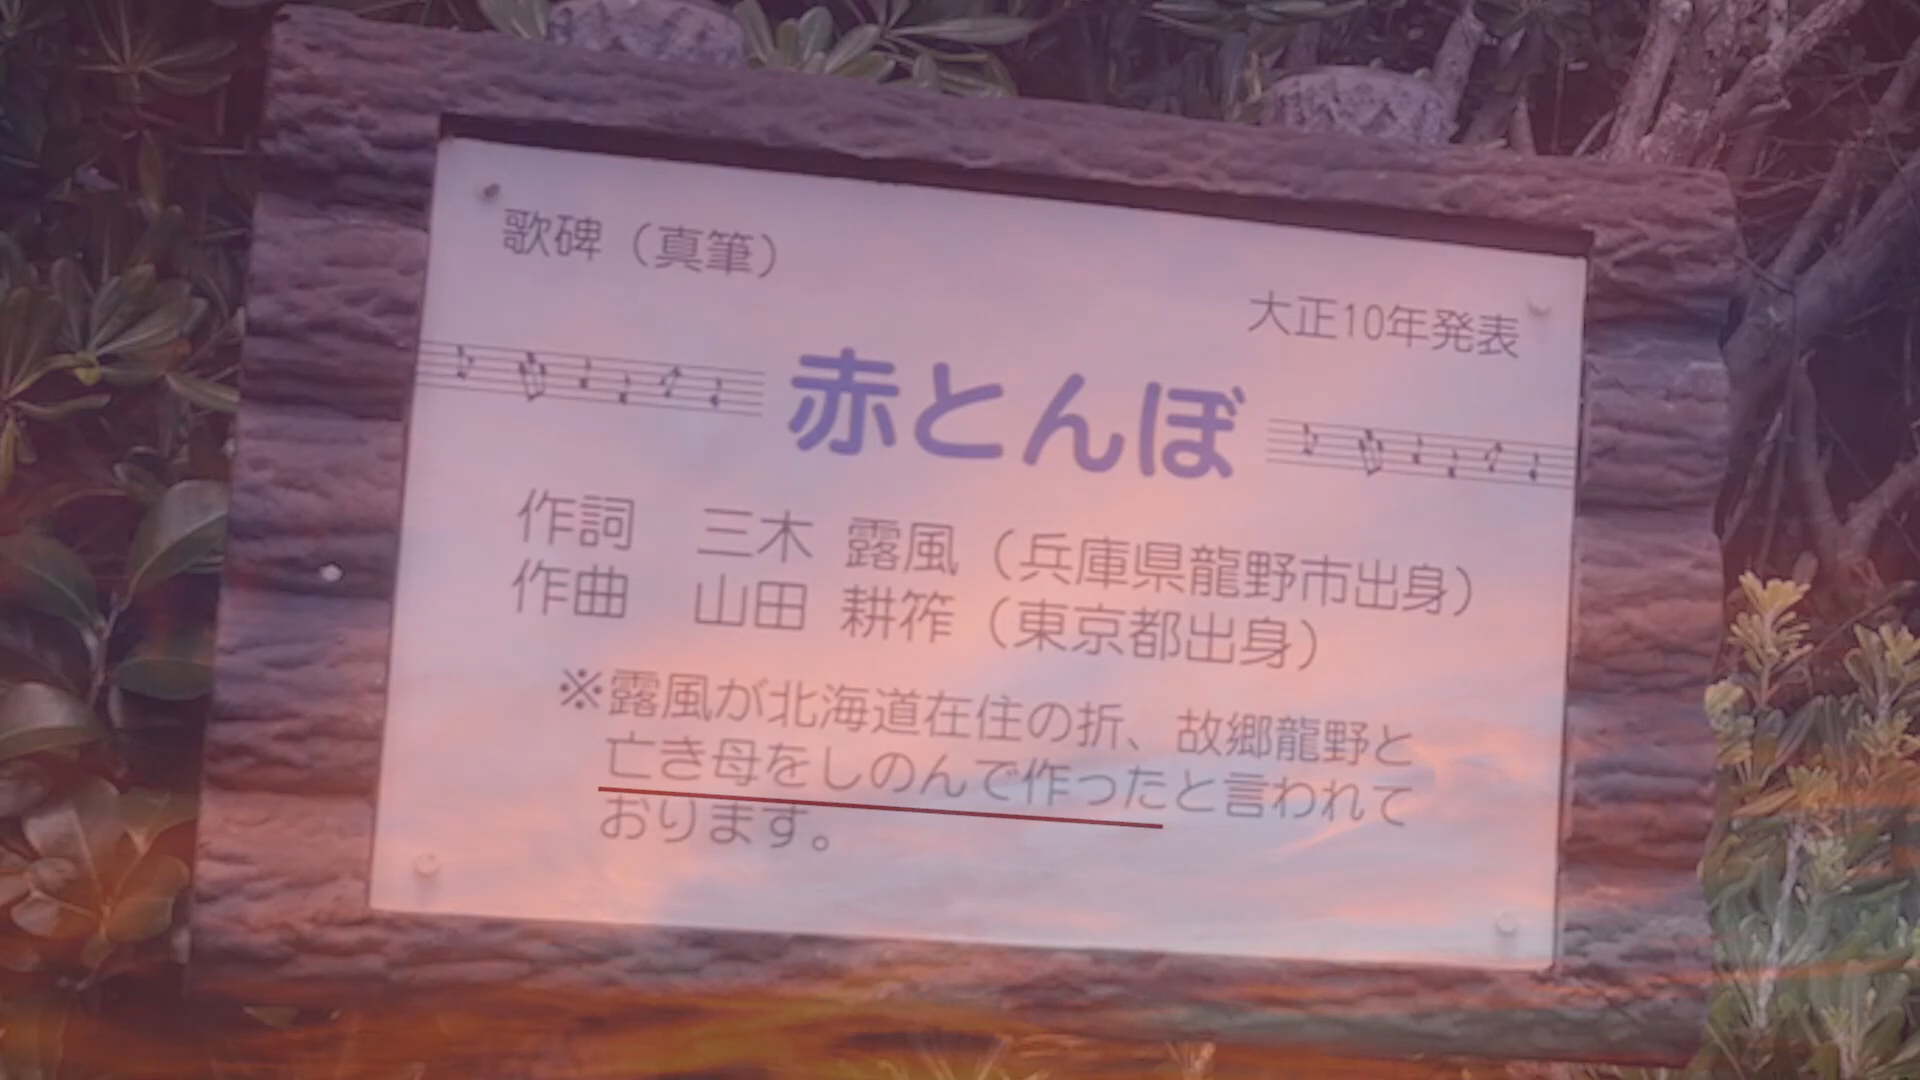 歌碑（真筆）
大正10年発表
赤とんぼ
作詞　三木 露風（兵庫県龍野市出身）
作曲　山田 耕筰（東京都出身）
※露風が北海道在住の折、故郷龍野と
亡き母をしのんで作ったと言われて
おります。